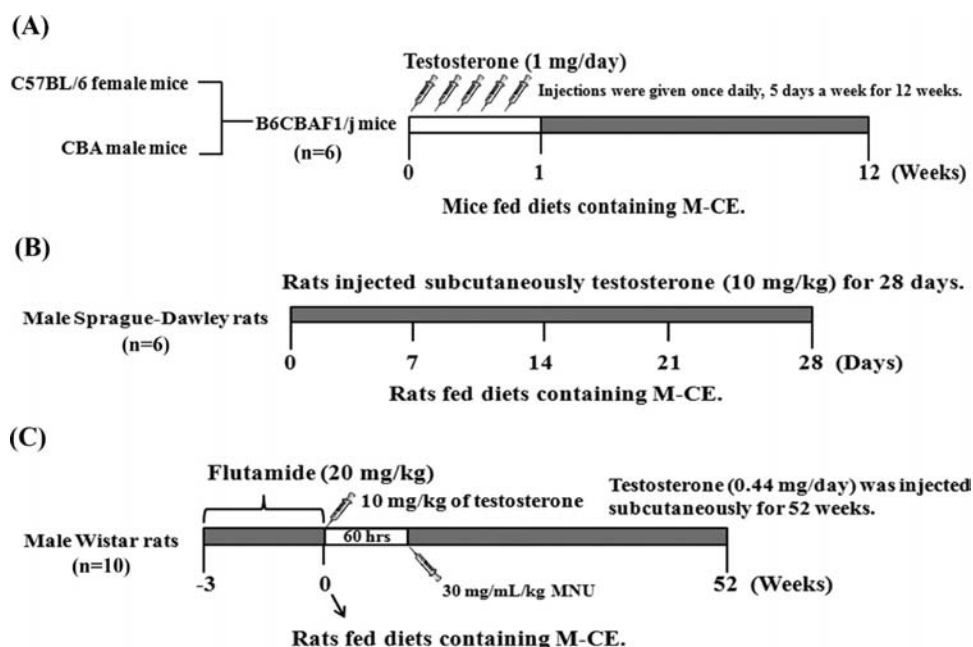 (A)
C57BL/6 female mice
CBA male mice
B6CBAF1/j mice
(n=6)
Testosterone (1 mg/day)
Injections were given once daily, 5 days a week for 12 weeks.
0 1 12 (Weeks)
Mice fed diets containing M-CE.
(B)
Rats injected subcutaneously testosterone (10 mg/kg) for 28 days.
Male Sprague-Dawley rats
(n=6)
0 7 14 21 28 (Days)
Rats fed diets containing M-CE.
(C)
Flutamide (20 mg/kg)
10 mg/kg of testosterone
Testosterone (0.44 mg/day) was injected
subcutaneously for 52 weeks.
Male Wistar rats
(n=10)
60 hrs
-3 0 52 (Weeks)
30 mg/mL/kg MNU
Rats fed diets containing M-CE.